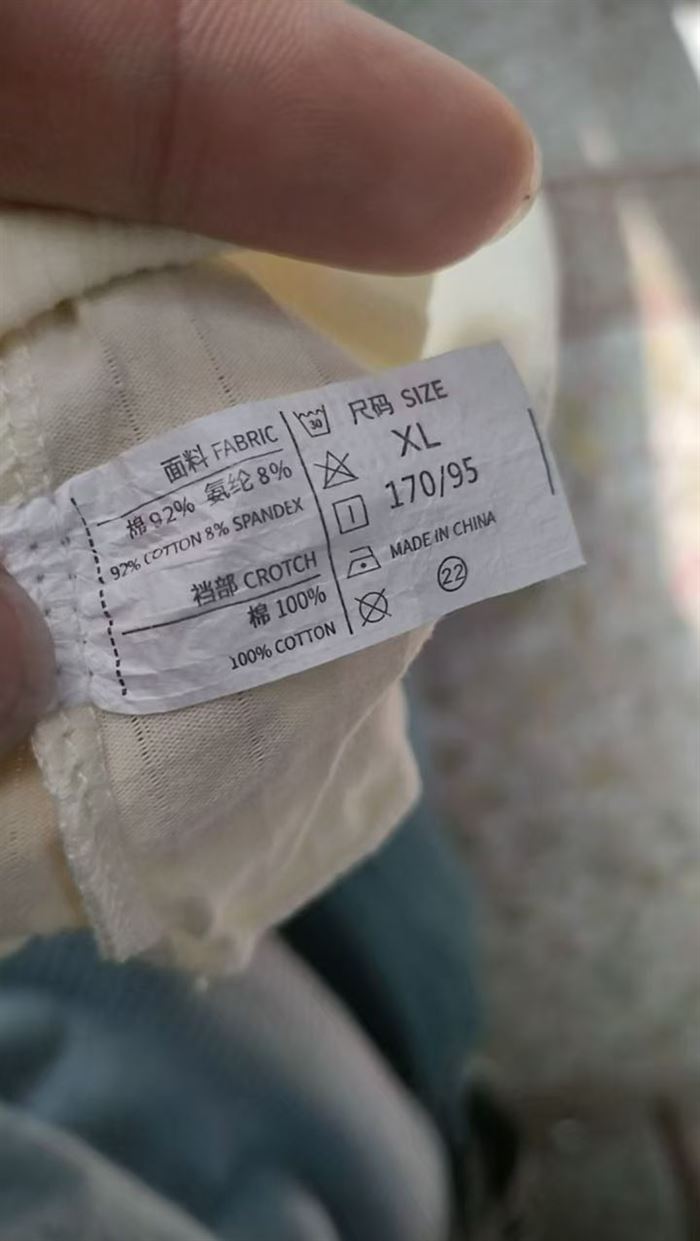 面料 FABRIC
棉 92% 氨纶 8%
92% COTTON 8% SPANDEX
裆部 CROTCH
棉 100%
100% COTTON
30
尺码 SIZE
XL
170/95
MADE IN CHINA
22